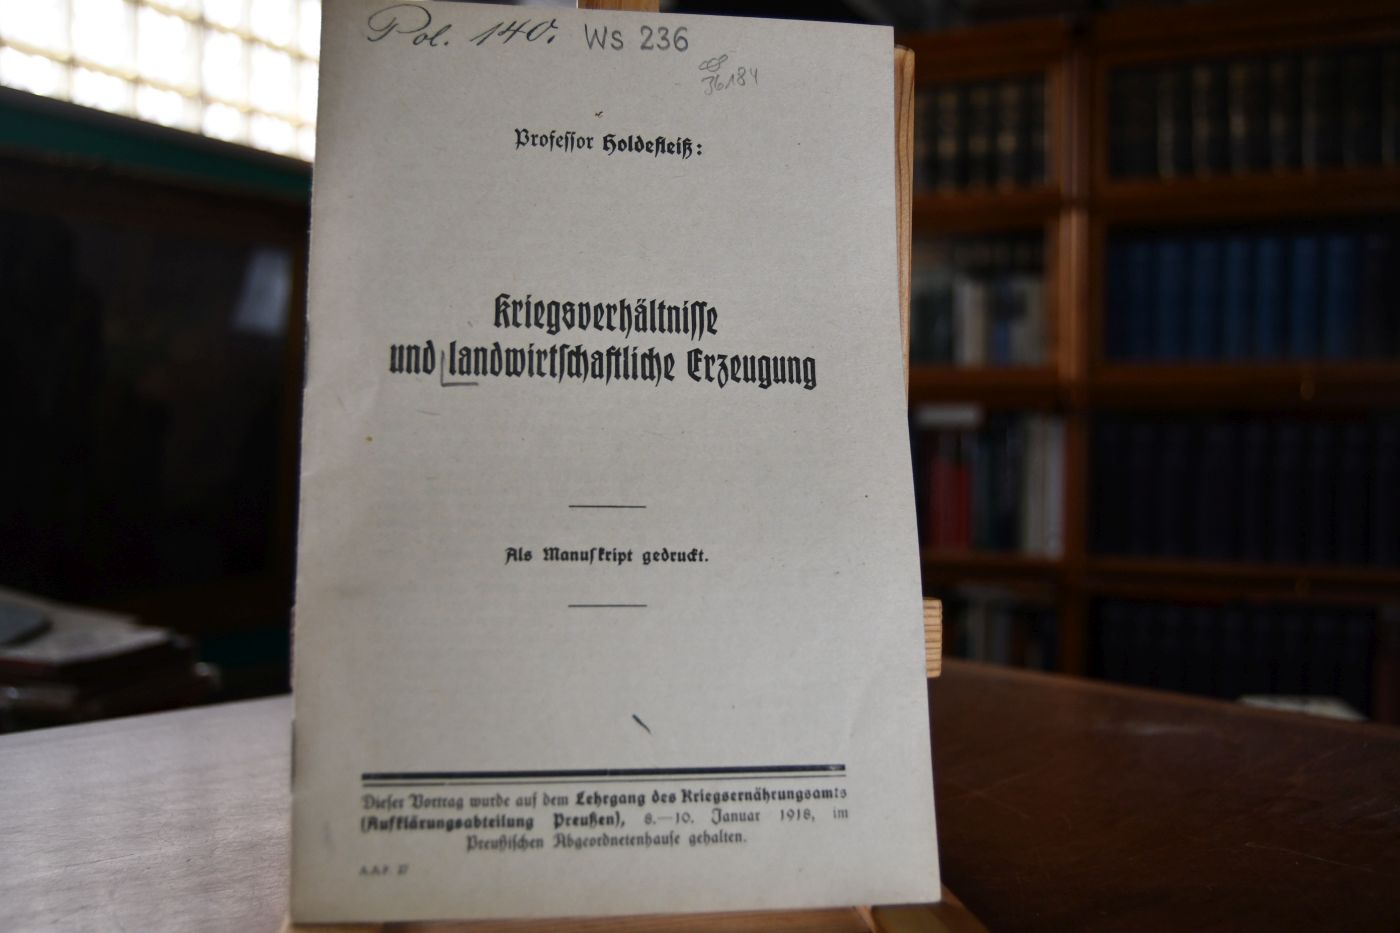 Pol. 140. Ws 236
36184
Professor Holdefleiß:
Kriegsverhältnisse
und landwirtschaftliche Erzeugung
Als Manuskript gedruckt.
Dieser Vortrag wurde auf dem Lehrgang des Kriegsernährungsamts
(Aufklärungsabteilung Preußen), 8.—10. Januar 1918, im
Preußischen Abgeordnetenhause gehalten.